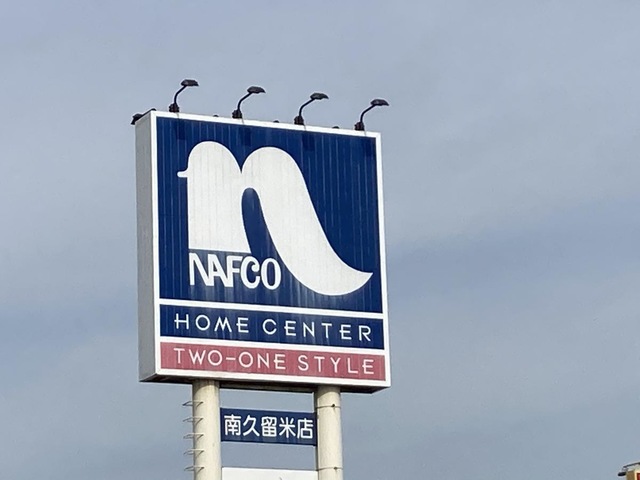 NAFCO
HOME CENTER
TWO-ONE STYLE
南久留米店